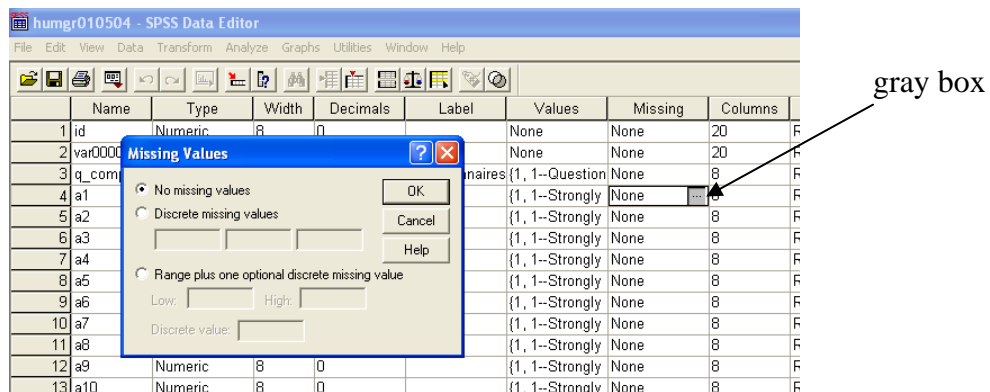 humgr010504 - SPSS Data Editor
File Edit View Data Transform Analyze Graphs Utilities Window Help
gray box
Name Type Width Decimals Label Values Missing Columns
1 id Numeric 8 0 None None 20 R
2 var0000 None None 20 R
3 q_comp nnaires {1, 1--Question None 8 R
4 a1 {1, 1--Strongly None ... 8 R
5 a2 {1, 1--Strongly None 8 R
6 a3 {1, 1--Strongly None 8 R
7 a4 {1, 1--Strongly None 8 R
8 a5 {1, 1--Strongly None 8 R
9 a6 {1, 1--Strongly None 8 R
10 a7 {1, 1--Strongly None 8 R
11 a8 {1, 1--Strongly None 8 R
12 a9 Numeric 8 0 {1, 1--Strongly None 8 R
13 a10 Numeric 8 0 {1, 1--Strongly None 8 R
Missing Values
No missing values
OK
Discrete missing values
Cancel
Help
Range plus one optional discrete missing value
Low: High:
Discrete value: